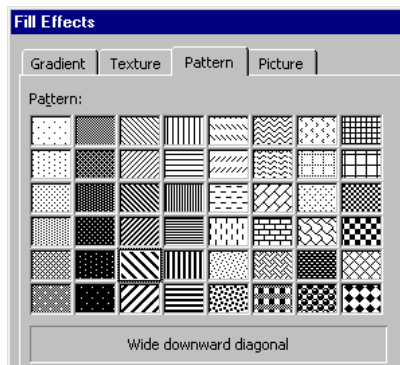 Fill Effects
Gradient Texture Pattern Picture
Pattern:
Wide downward diagonal